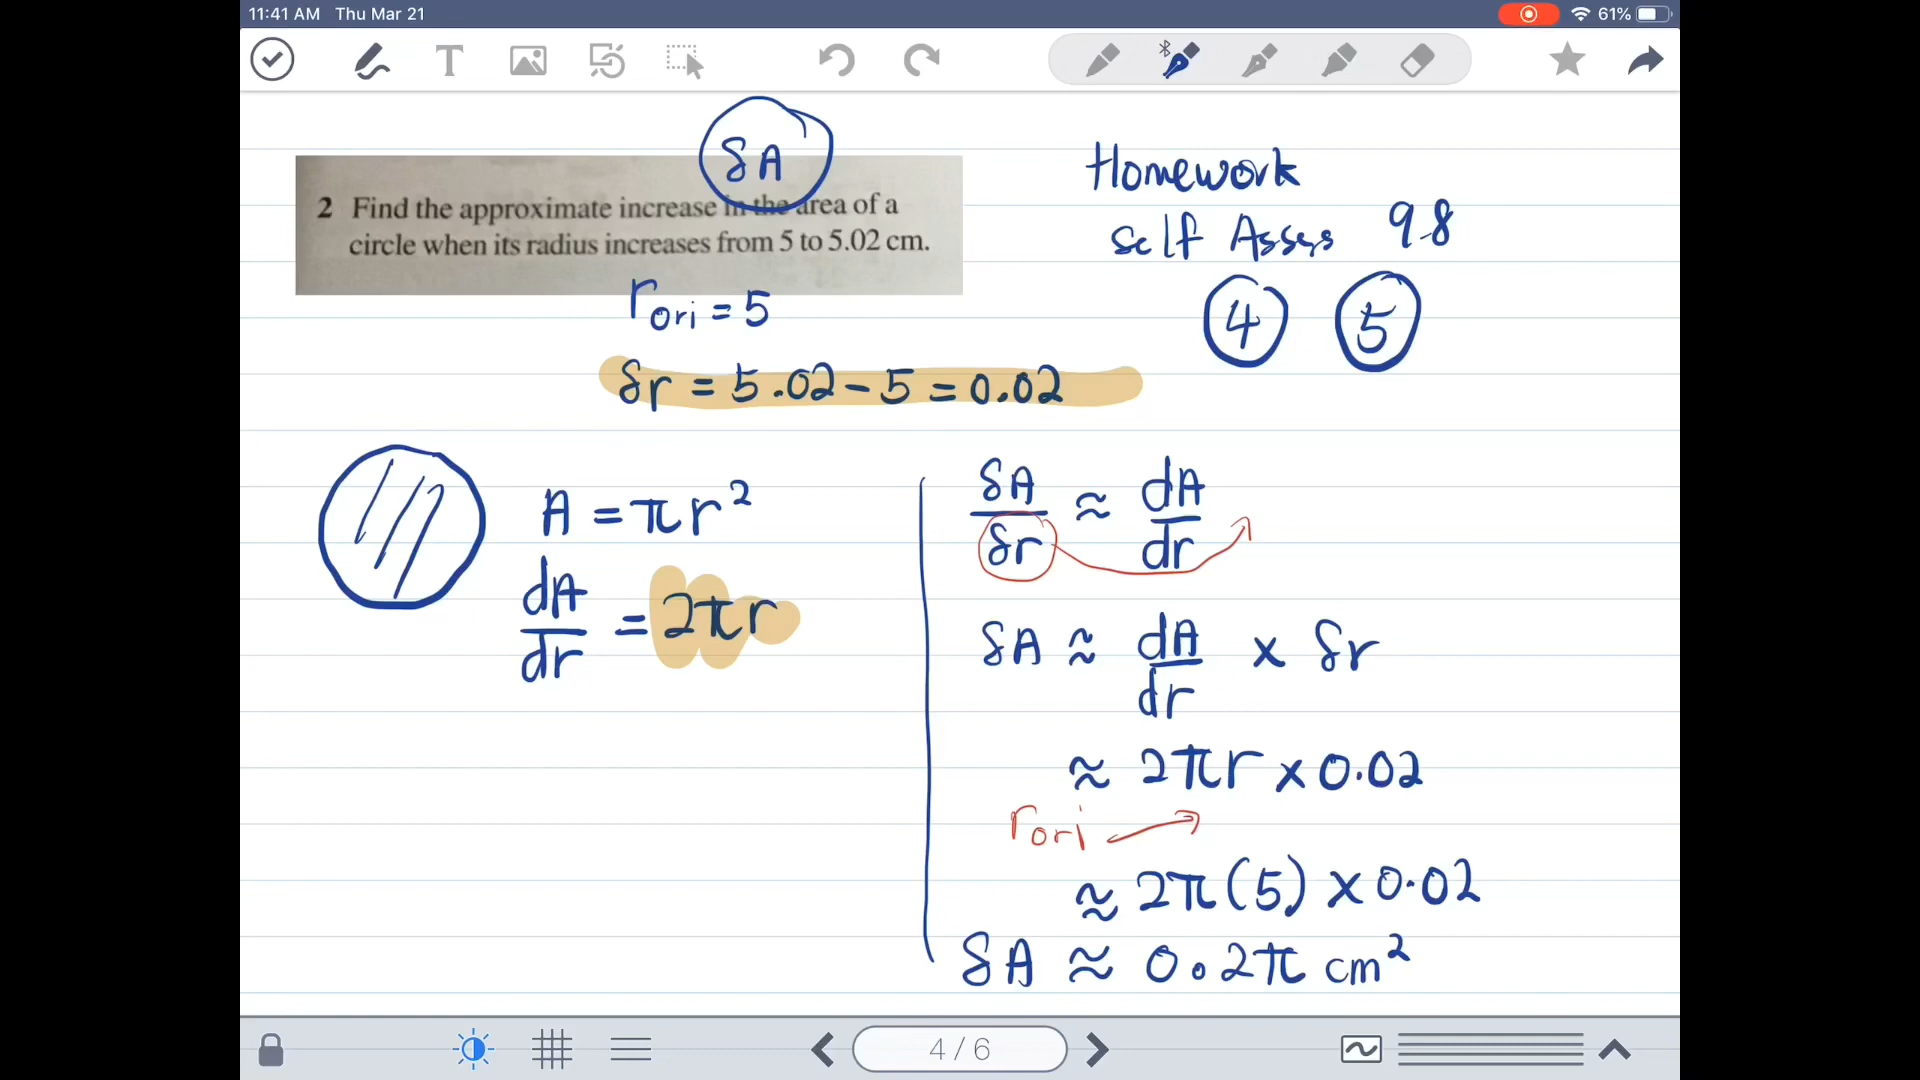 11:41 AM Thu Mar 21
61%
T
δA
2 Find the approximate increase in the area of a
circle when its radius increases from 5 to 5.02 cm.
Homework
Self Assess 9.8
4 5
r_ori = 5
δr = 5.02 - 5 = 0.02
A = πr²
dA/dr = 2πr
δA/δr ≈ dA/dr
δA ≈ dA/dr × δr
≈ 2πr × 0.02
r_ori
≈ 2π(5) × 0.02
δA ≈ 0.2π cm²
4 / 6